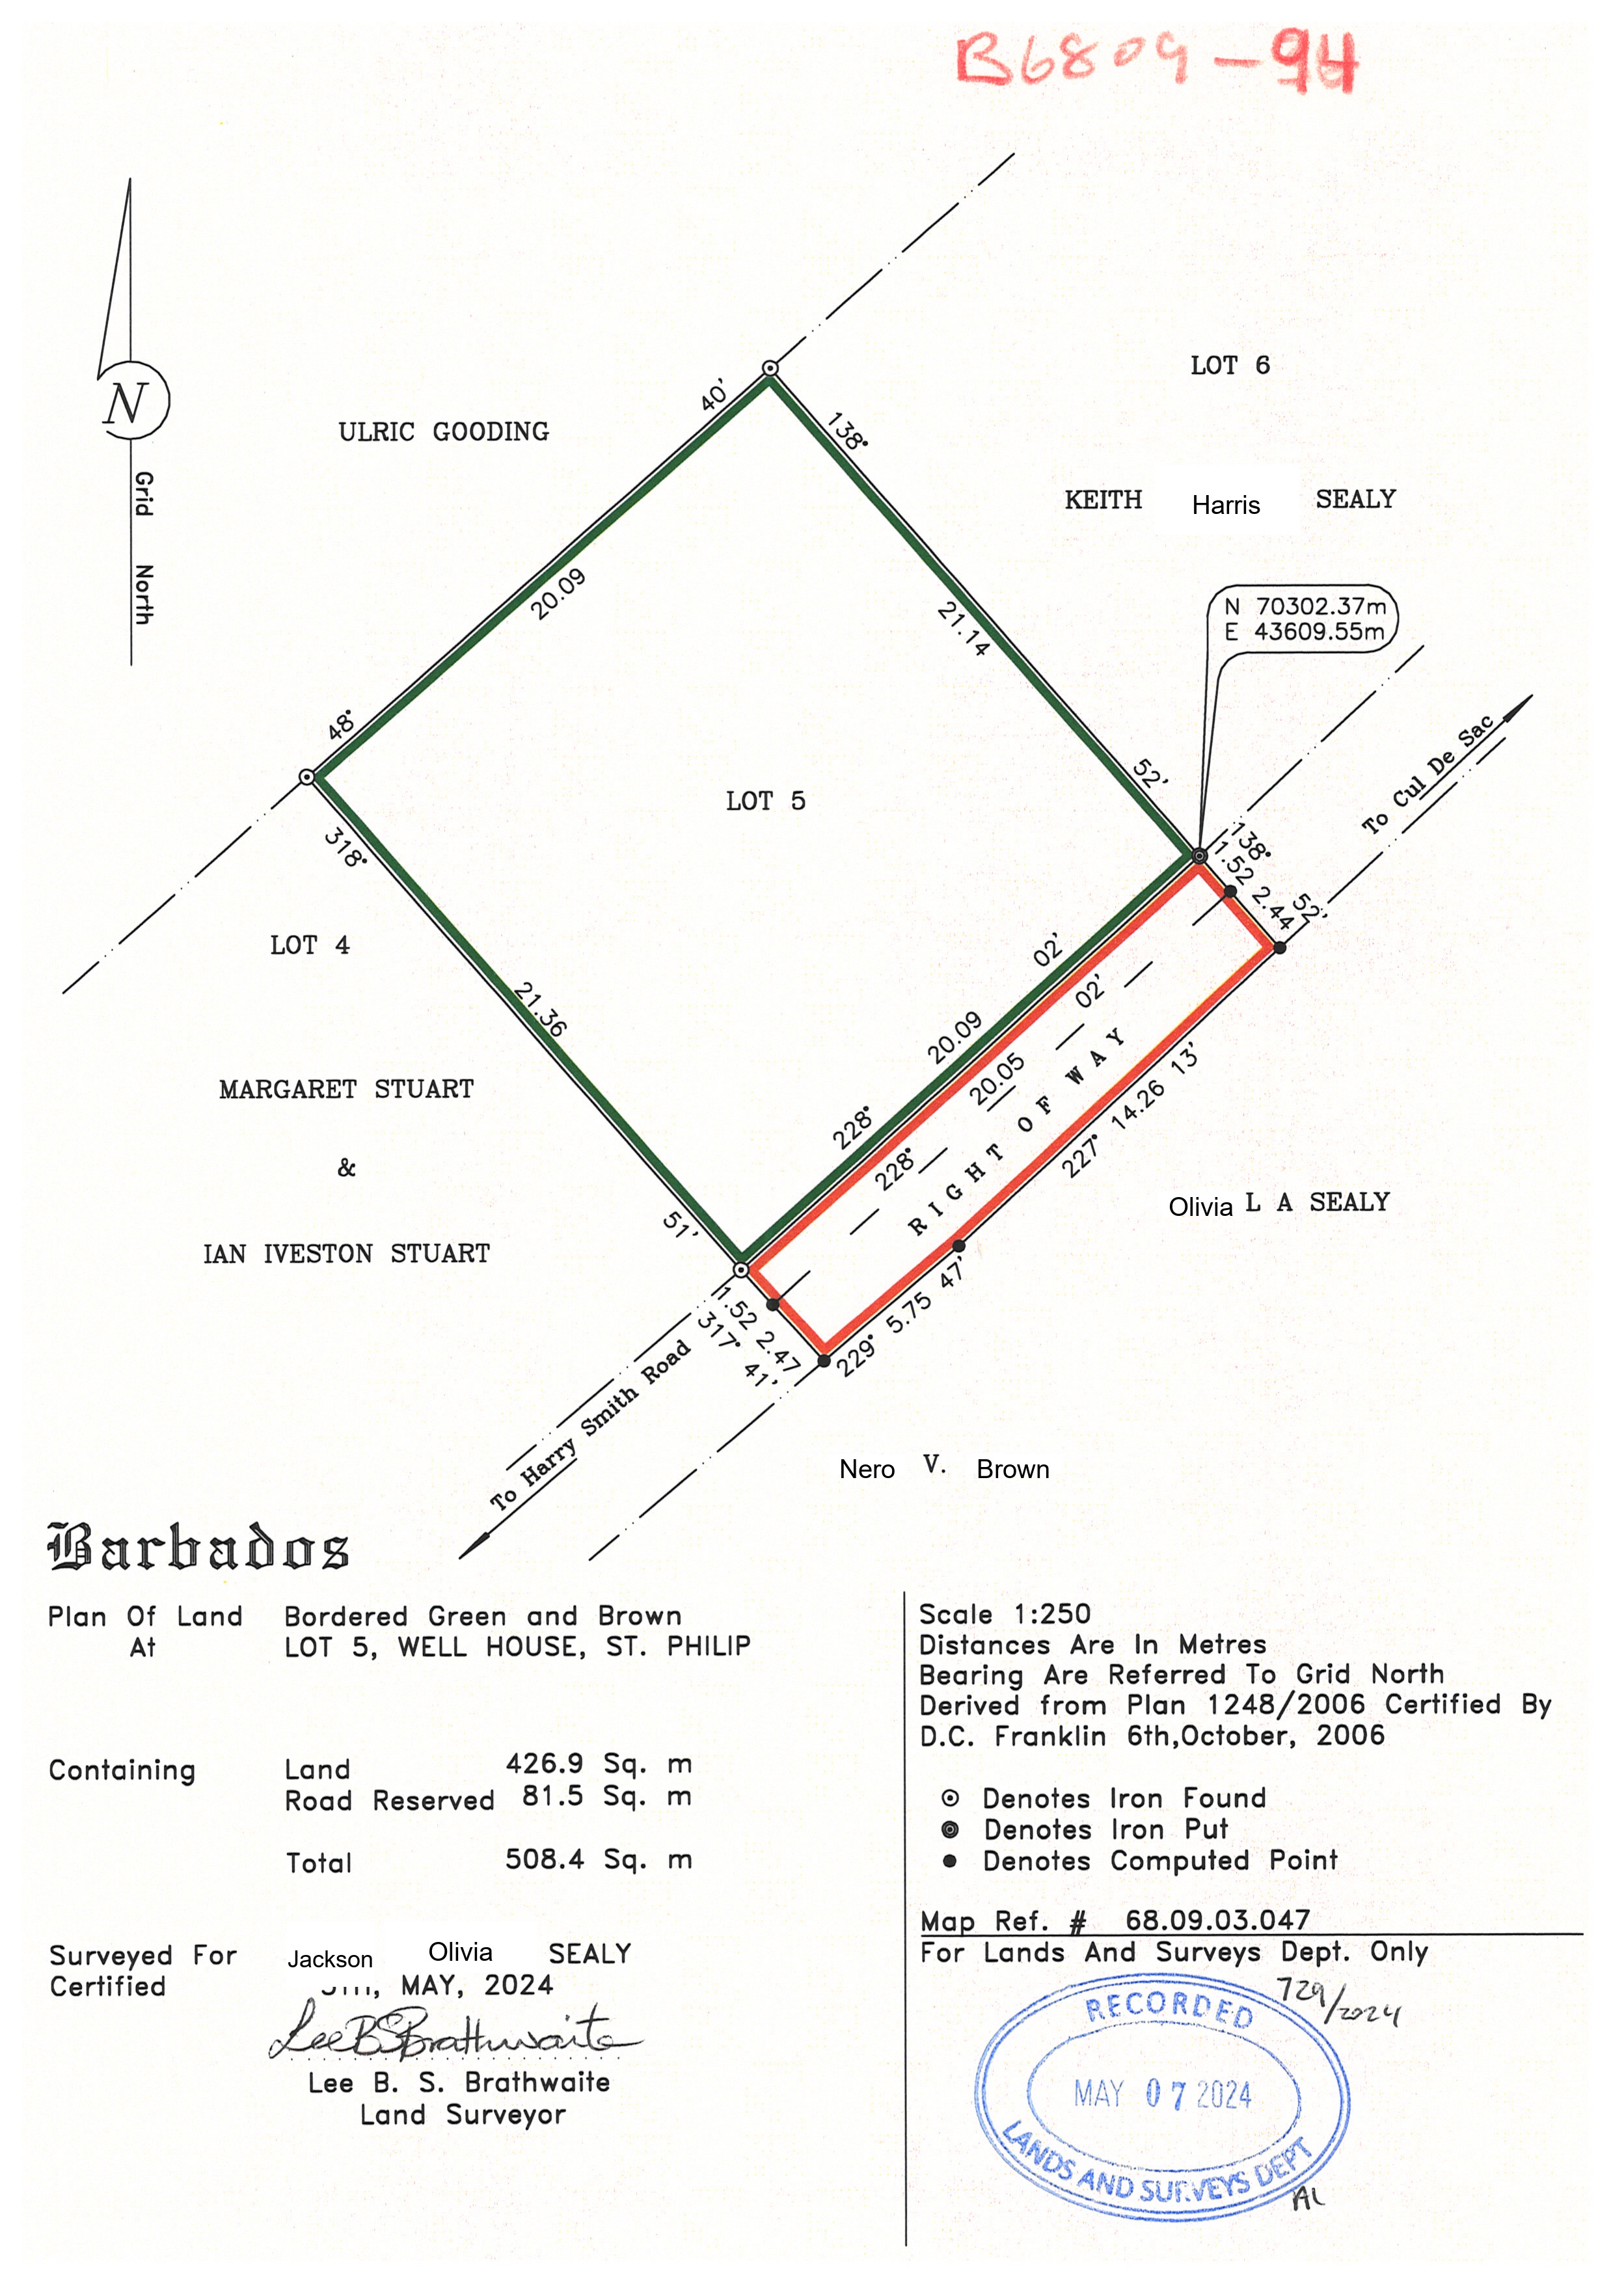 B6809-94
LOT 6
ULRIC GOODING
40'
138°
KEITH Harris SEALY
N
Grid North
20.09
21.14
N 70302.37m
E 43609.55m
48°
52'
To Cul De Sac
LOT 5
318°
138°
1.52
2.44
52'
LOT 4
02'
02'
21.36
20.09
20.05
MARGARET STUART
RIGHT OF WAY
227° 14.26 13'
228°
228°
&
Olivia L A SEALY
51'
IAN IVESTON STUART
1.52 2.47
317° 41'
229° 5.75 47'
To Harry Smith Road
Nero V. Brown
Barbados
Plan Of Land Bordered Green and Brown
At LOT 5, WELL HOUSE, ST. PHILIP
Containing Land 426.9 Sq. m
Road Reserved 81.5 Sq. m
Total 508.4 Sq. m
Surveyed For Jackson Olivia SEALY
Certified MAY, 2024
Lee B S Brathwaite
Lee B. S. Brathwaite
Land Surveyor
Scale 1:250
Distances Are In Metres
Bearing Are Referred To Grid North
Derived from Plan 1248/2006 Certified By
D.C. Franklin 6th,October, 2006
Denotes Iron Found
Denotes Iron Put
Denotes Computed Point
Map Ref. # 68.09.03.047
For Lands And Surveys Dept. Only
729/2024
RECORDED
MAY 07 2024
LANDS AND SURVEYS DEPT
AL